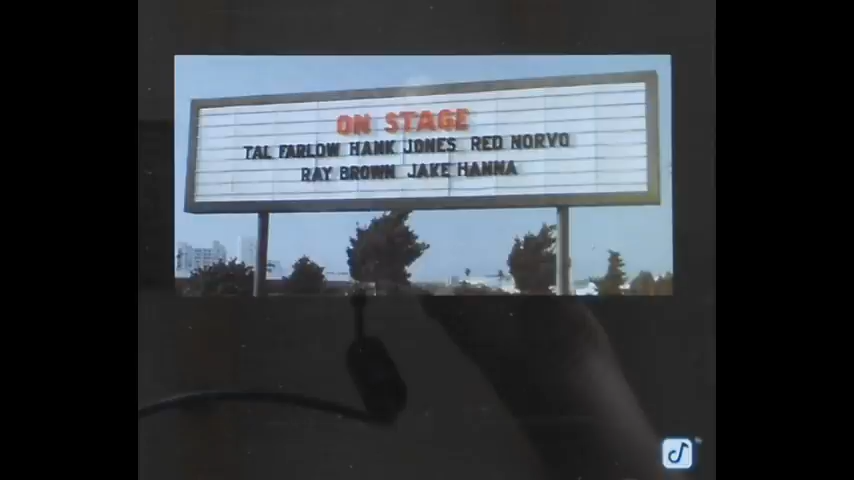 ON STAGE
TAL FARLOW HANK JONES RED NORVO
RAY BROWN JAKE HANNA